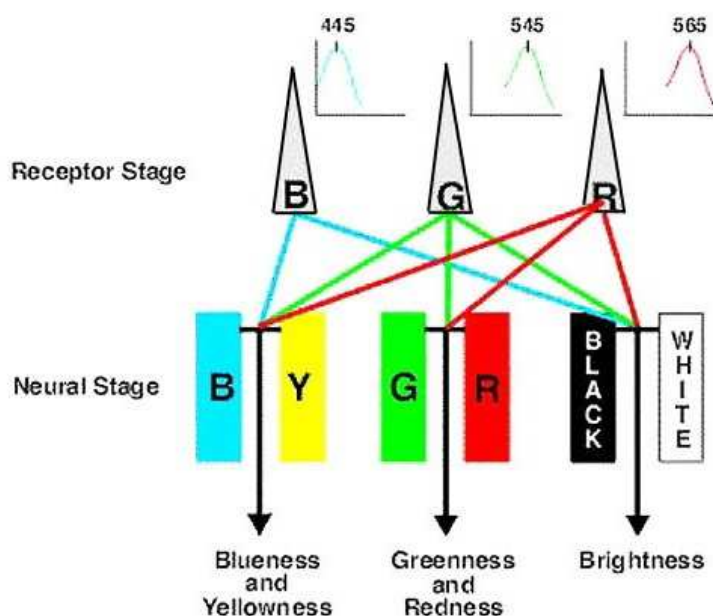 445 545 565
Receptor Stage
B G R
Neural Stage
B Y G R BLACK WHITE
Blueness
and
Yellowness
Greenness
and
Redness
Brightness